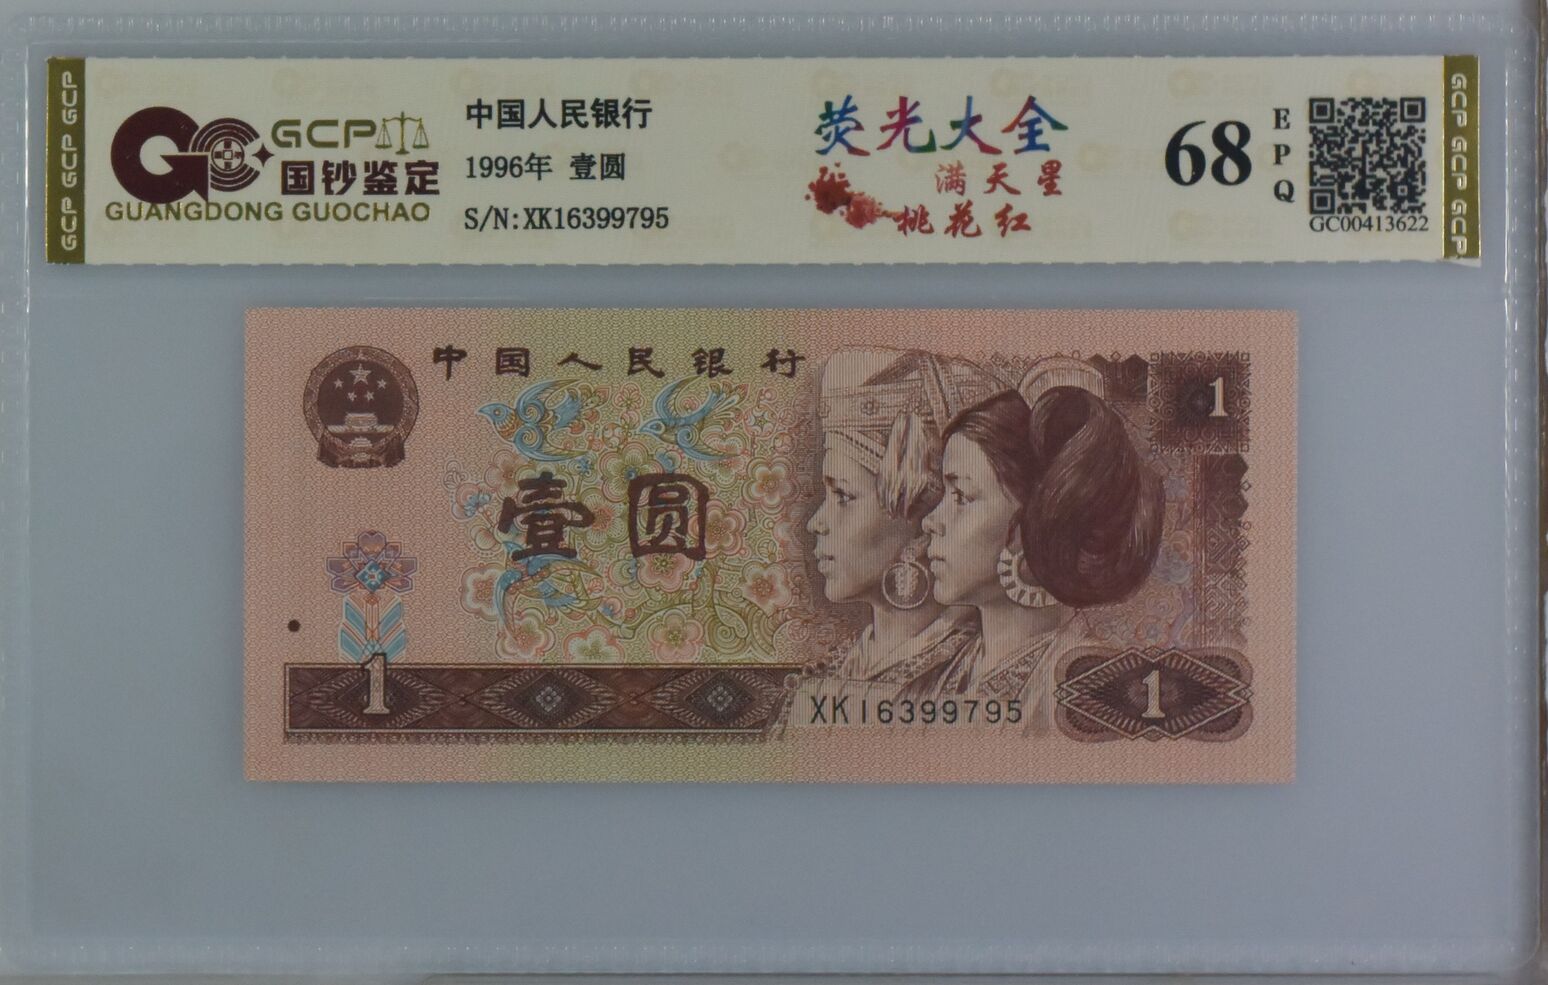 GCP GCP GCP
GCP
国钞鉴定
GUANGDONG GUOCHAO
中国人民银行
1996年 壹圆
S/N:XK16399795
荧光大全
满天星
桃花红
68
E
P
Q
GC00413622
GCP GCP GCP GCP
中国人民银行
1
壹圆
1
XK16399795
1